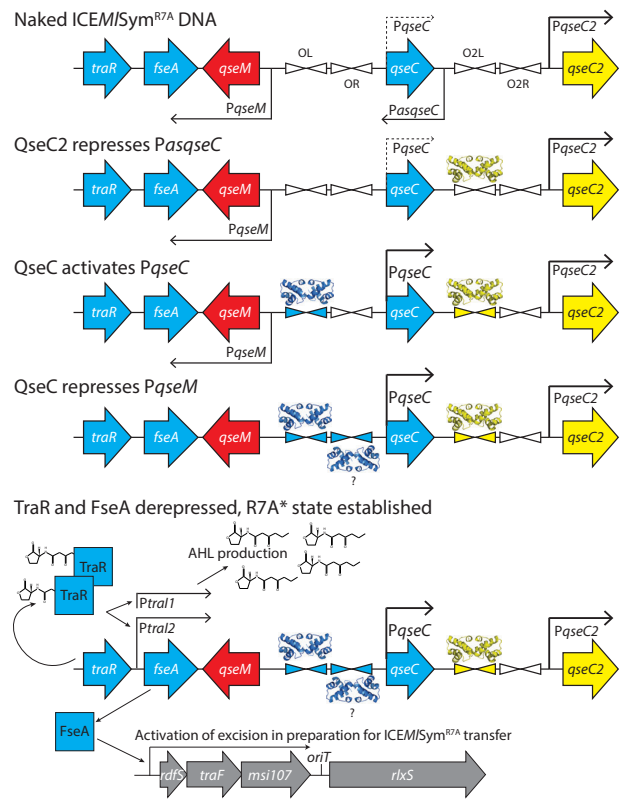 Naked ICEMlSymR7A DNA
PqseC
PqseC2
OL
O2L
traR
fseA
qseM
qseC
qseC2
OR
O2R
PqseM
PasqseC
QseC2 represses PasqseC
PqseC
PqseC2
traR
fseA
qseM
qseC
qseC2
PqseM
QseC activates PqseC
PqseC
PqseC2
traR
fseA
qseM
qseC
qseC2
PqseM
QseC represses PqseM
PqseC
PqseC2
traR
fseA
qseM
qseC
qseC2
?
TraR and FseA derepressed, R7A* state established
AHL production
TraR
TraR
PtraI1
PtraI2
PqseC
PqseC2
traR
fseA
qseM
qseC
qseC2
?
FseA
Activation of excision in preparation for ICEMlSymR7A transfer
oriT
rdfS
traF
msi107
rlxS